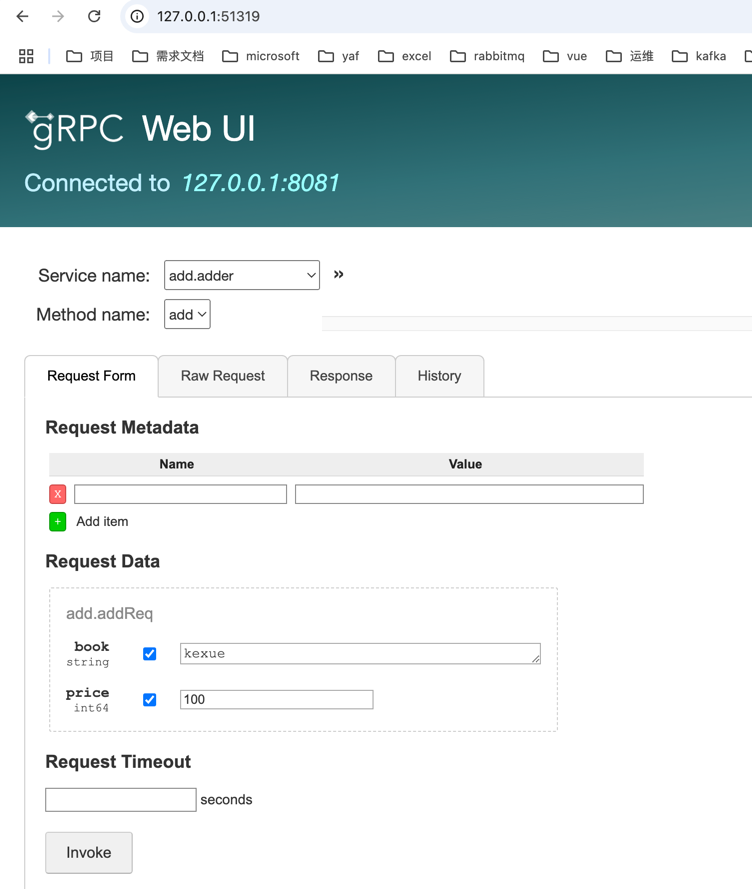 127.0.0.1:51319
项目 需求文档 microsoft yaf excel rabbitmq vue 运维 kafka
gRPC Web UI
Connected to 127.0.0.1:8081
Service name: add.adder »
Method name: add
Request Form Raw Request Response History
Request Metadata
Name Value
X
+ Add item
Request Data
add.addReq
book kexue
string
price 100
int64
Request Timeout
seconds
Invoke